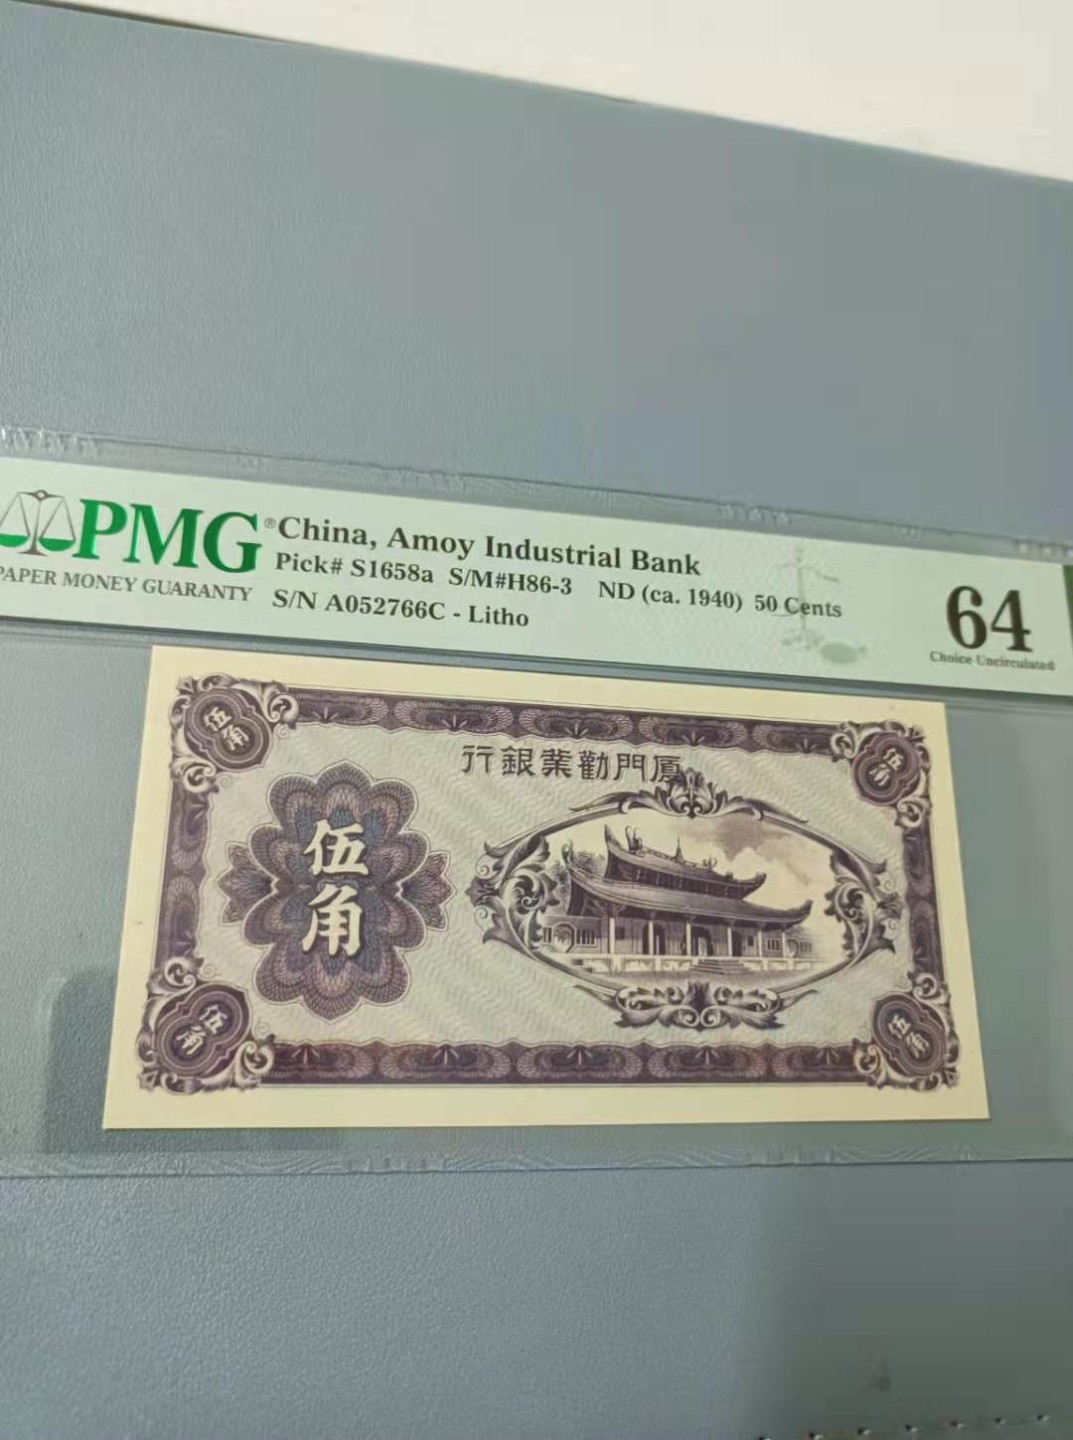 PMG® China, Amoy Industrial Bank
PAPER MONEY GUARANTY
Pick# S1658a S/M#H86-3 ND (ca. 1940) 50 Cents
S/N A052766C - Litho
64
Choice Uncirculated
伍角
行銀業勸門厦
伍角
伍角
伍角
伍角